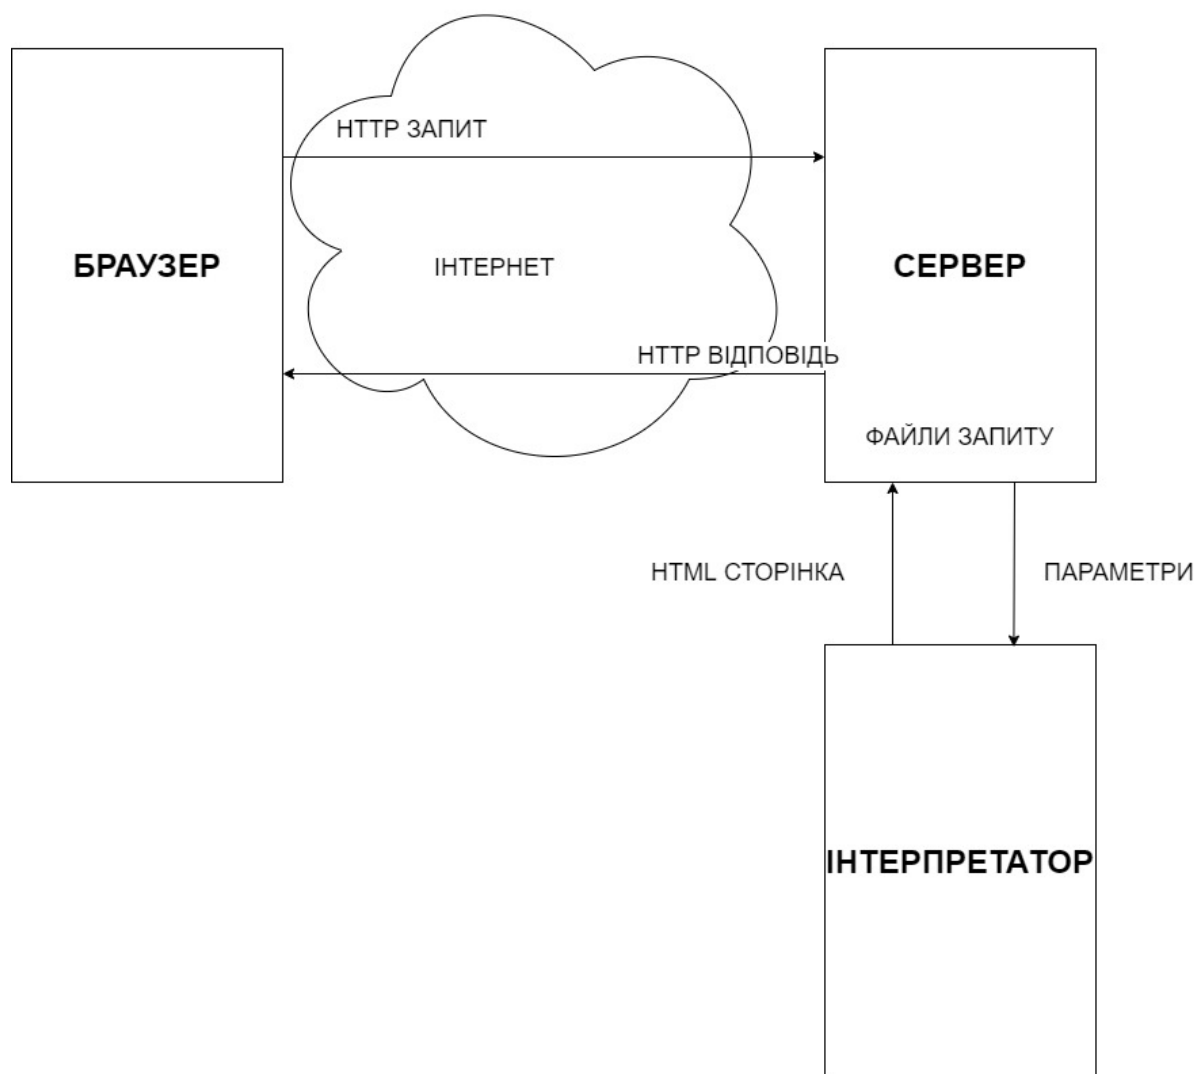 HTTP ЗАПИТ
БРАУЗЕР
ІНТЕРНЕТ
СЕРВЕР
HTTP ВІДПОВІДЬ
ФАЙЛИ ЗАПИТУ
HTML СТОРІНКА
ПАРАМЕТРИ
ІНТЕРПРЕТАТОР